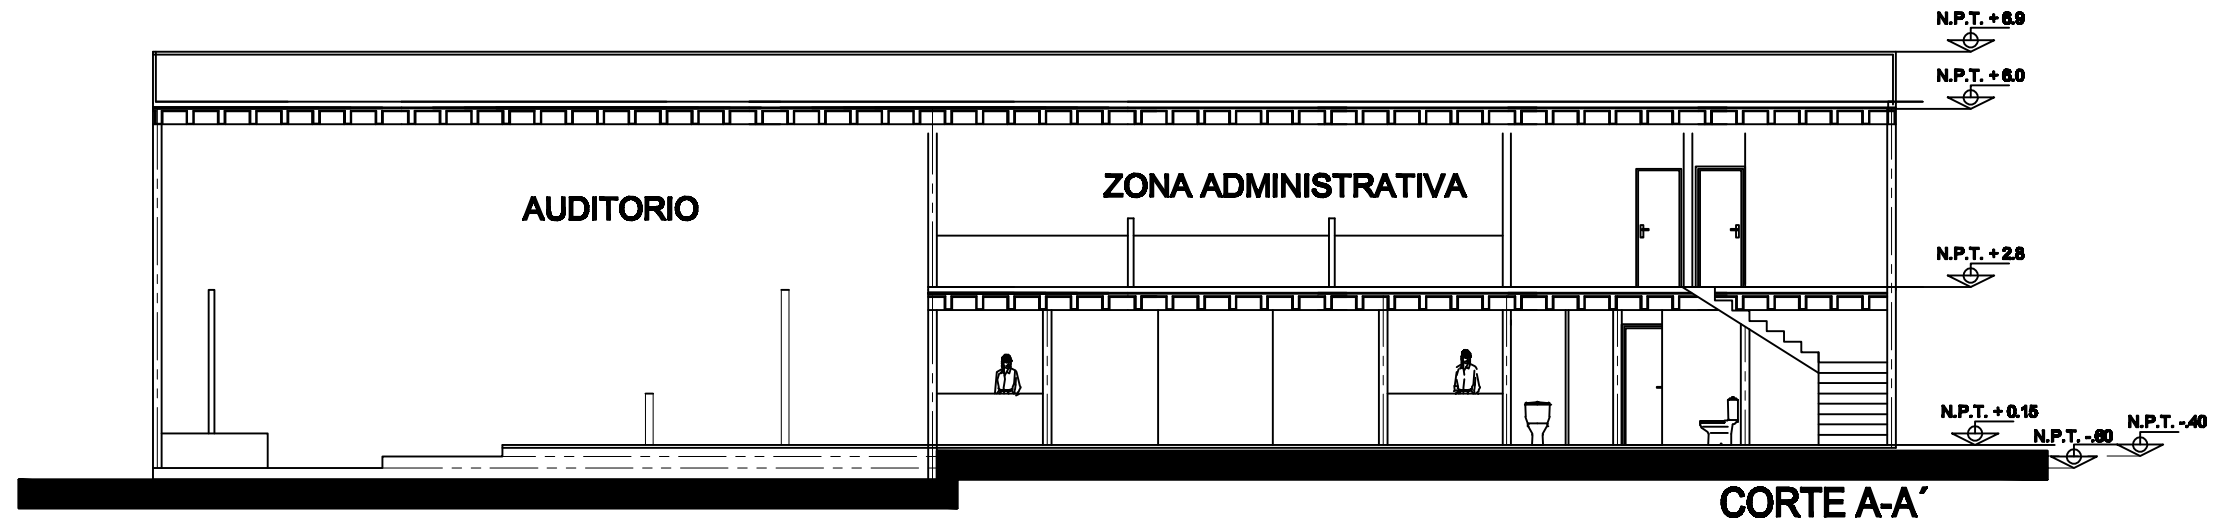 N.P.T. + 6.9
N.P.T. + 6.0
ZONA ADMINISTRATIVA
AUDITORIO
N.P.T. + 2.8
N.P.T. + 0.15
N.P.T. -.40
N.P.T. -.60
CORTE A-A´